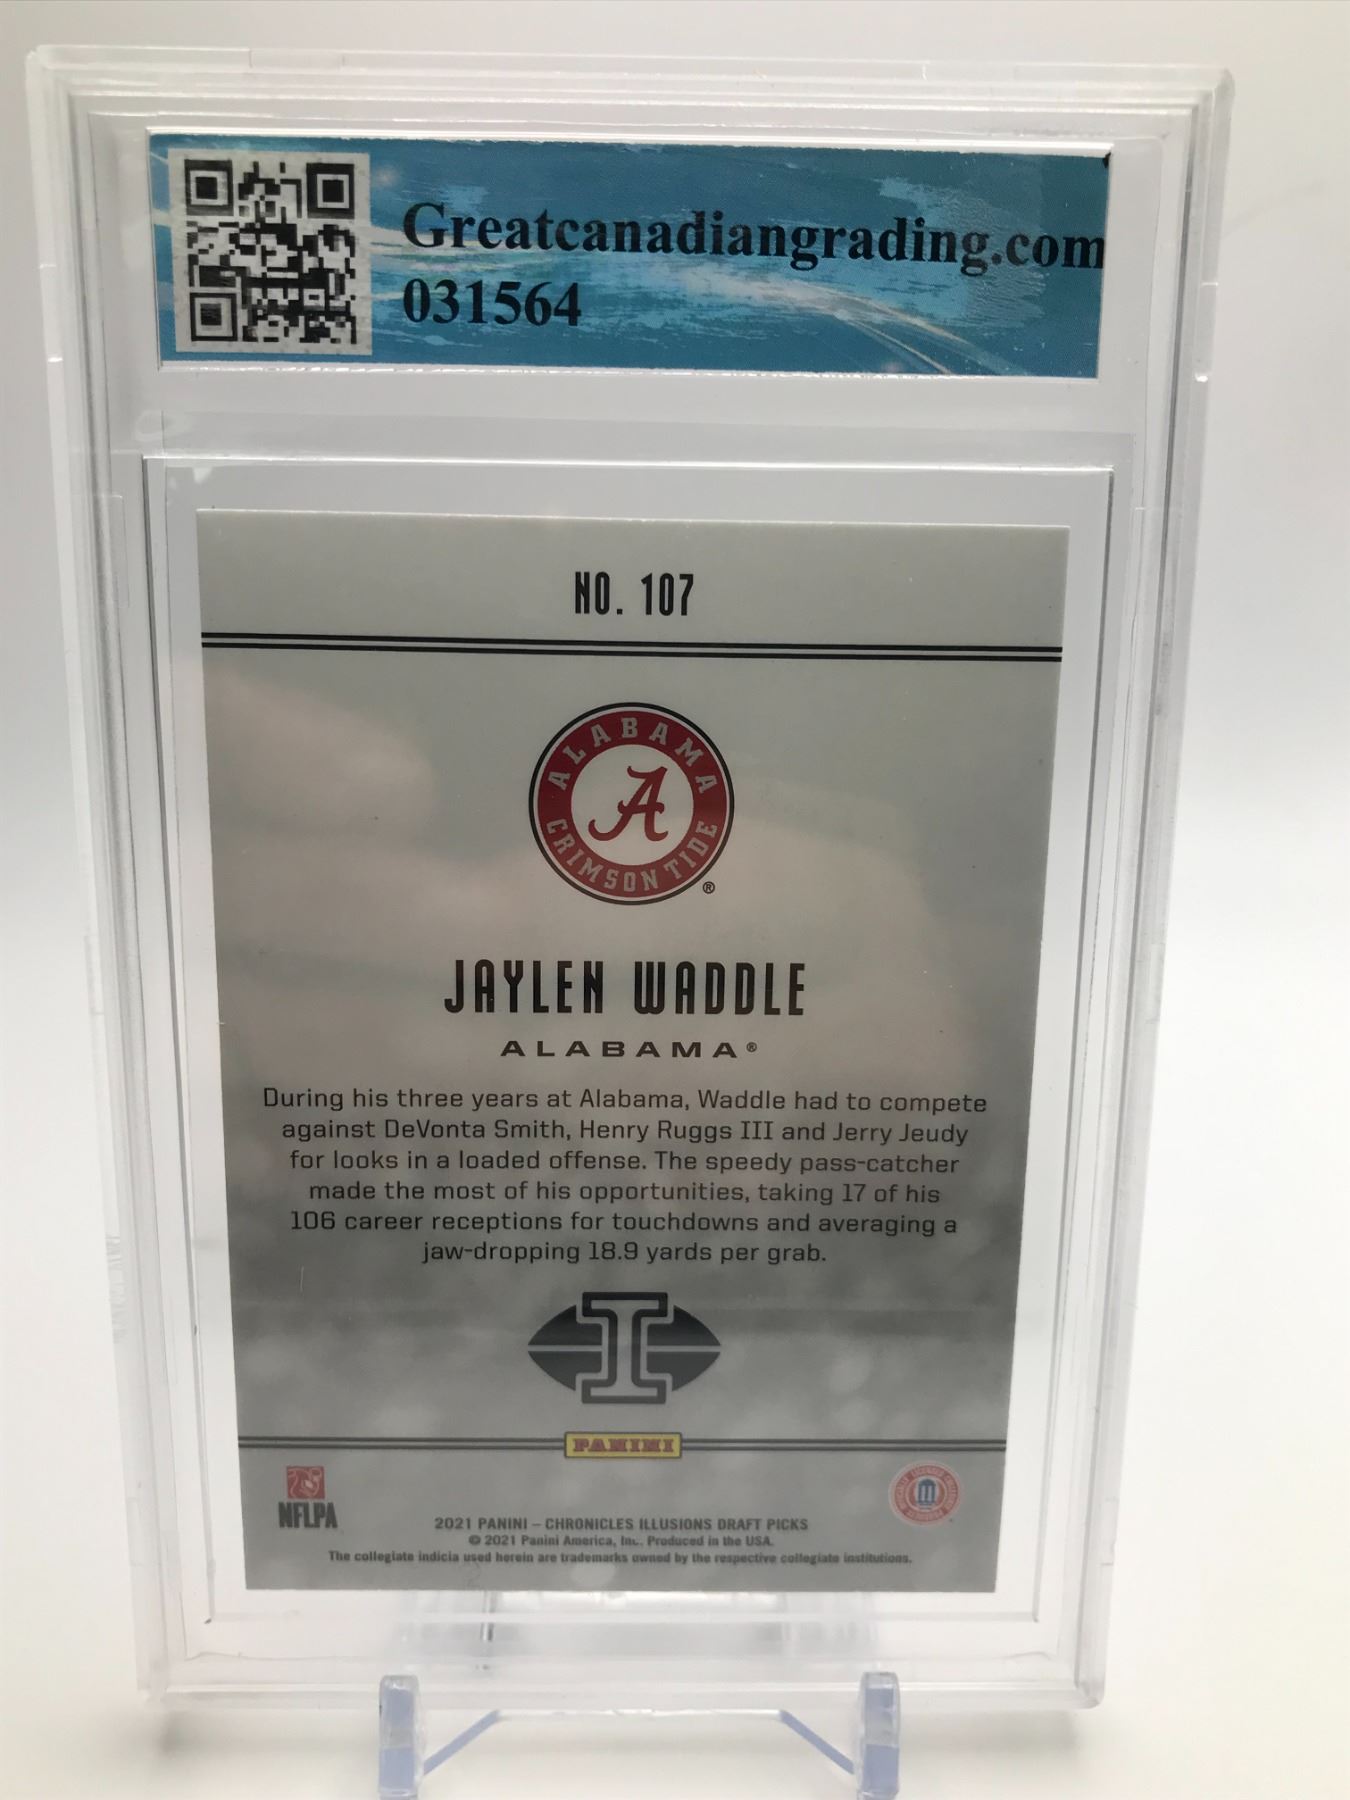 Greatcanadiangrading.com
031564
NO. 107
ALABAMA
A
CRIMSON TIDE
®
JAYLEN WADDLE
ALABAMA®
During his three years at Alabama, Waddle had to compete
against DeVonta Smith, Henry Ruggs III and Jerry Jeudy
for looks in a loaded offense. The speedy pass-catcher
made the most of his opportunities, taking 17 of his
106 career receptions for touchdowns and averaging a
jaw-dropping 18.9 yards per grab.
I
PANINI
NFLPA
2021 PANINI – CHRONICLES ILLUSIONS DRAFT PICKS
© 2021 Panini America, Inc. Produced in the USA.
The collegiate indicia used herein are trademarks owned by the respective collegiate institutions.